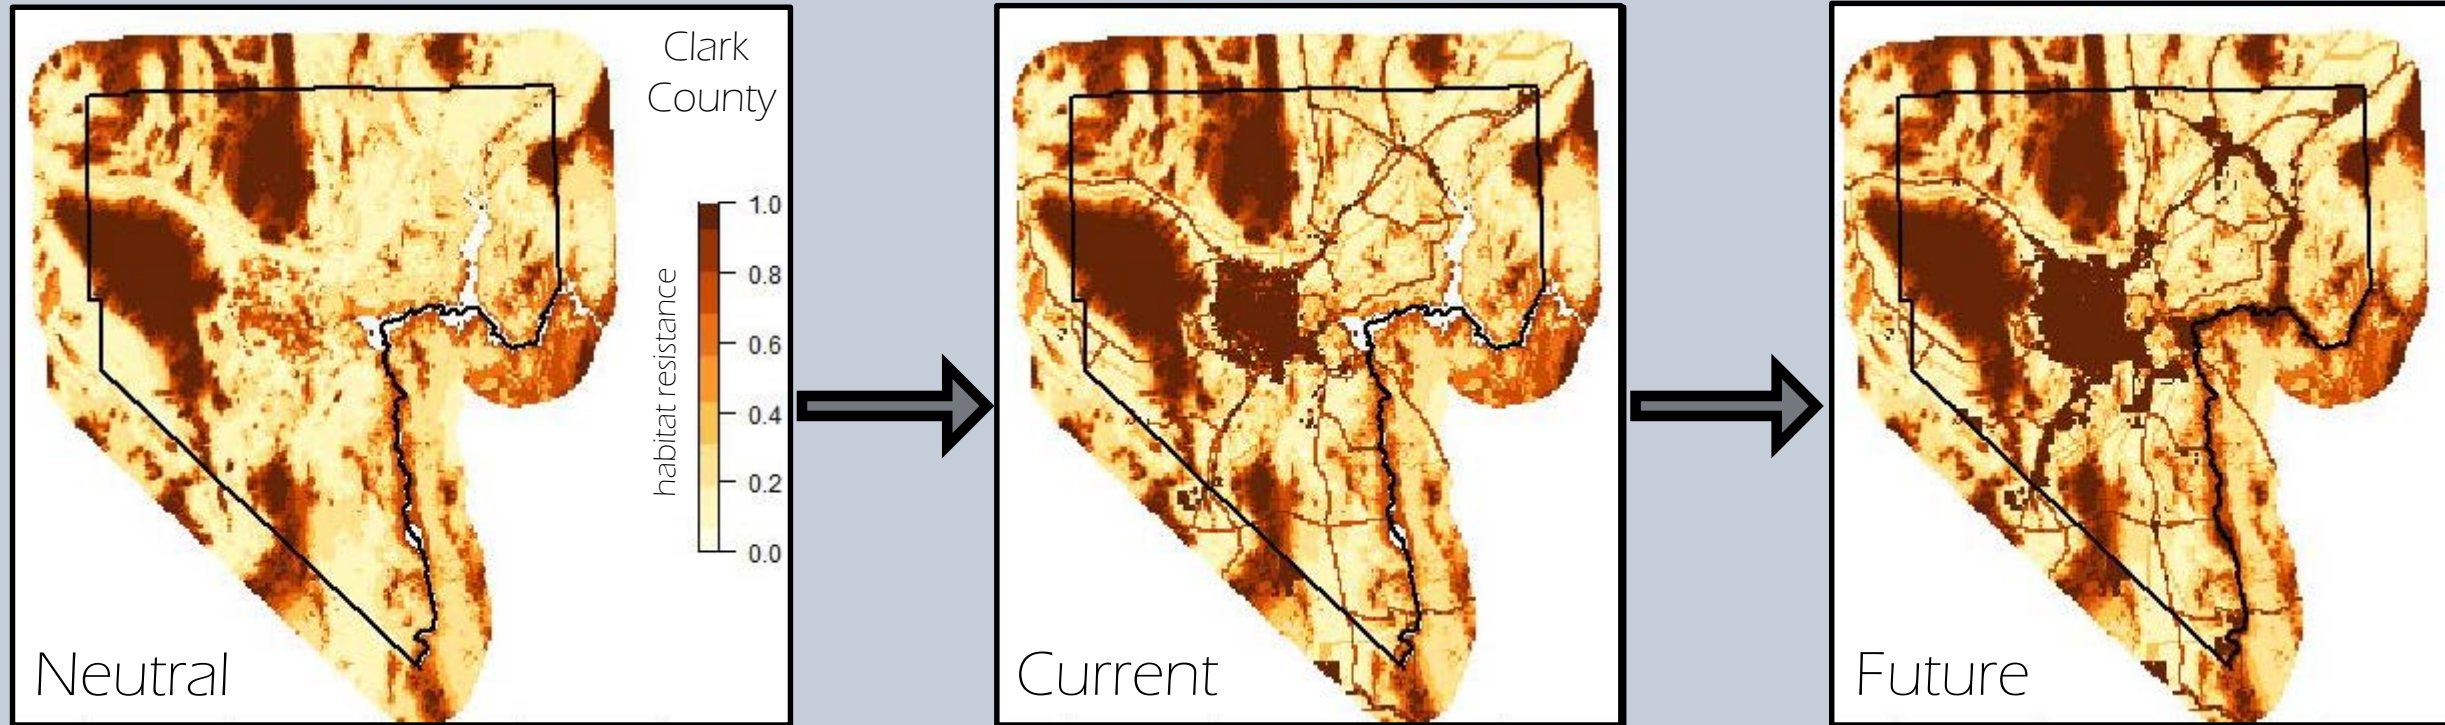 Clark
County
1.0
0.8
0.6
0.4
0.2
0.0
habitat resistance
Neutral
Current
Future